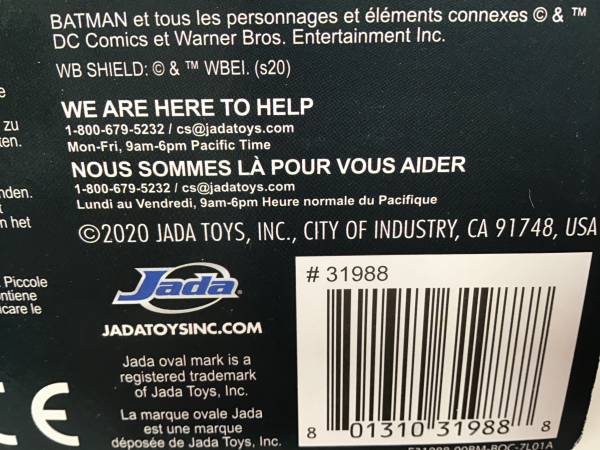 BATMAN et tous les personnages et éléments connexes © & ™
DC Comics et Warner Bros. Entertainment Inc.
WB SHIELD: © & ™ WBEI. (s20)
WE ARE HERE TO HELP
1-800-679-5232 / cs@jadatoys.com
Mon-Fri, 9am-6pm Pacific Time
NOUS SOMMES LÀ POUR VOUS AIDER
1-800-679-5232 / cs@jadatoys.com
Lundi au Vendredi, 9am-6pm Heure normale du Pacifique
©2020 JADA TOYS, INC., CITY OF INDUSTRY, CA 91748, USA
zu
het
Piccole
Jada
JADATOYSINC.COM
Jada oval mark is a
registered trademark
of Jada Toys, Inc.
La marque ovale Jada
est une marque
déposée de Jada Toys, Inc.
CE
# 31988
8 01310 31988 8